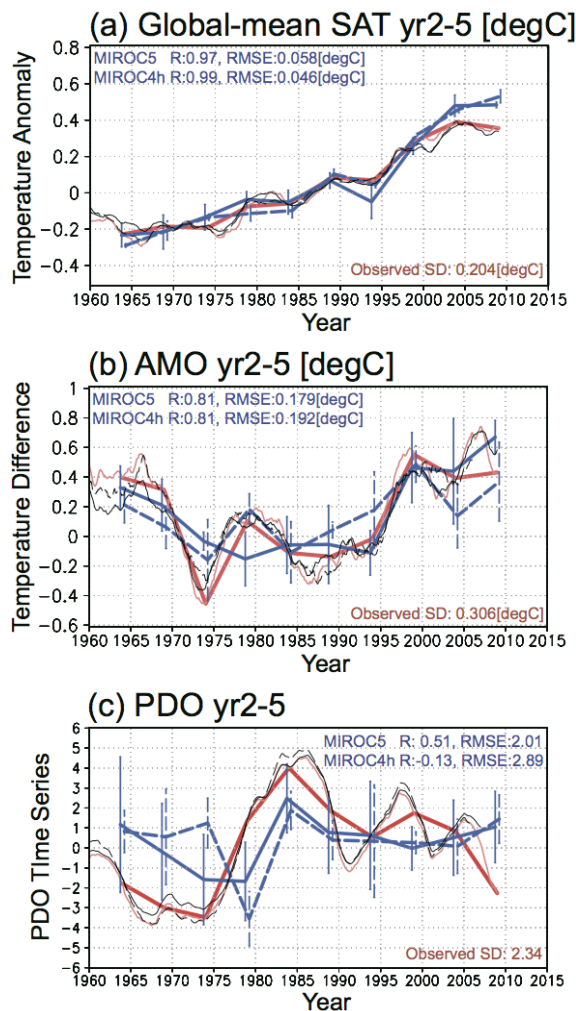 (a) Global-mean SAT yr2-5 [degC]
MIROC5 R:0.97, RMSE:0.058[degC]
MIROC4h R:0.99, RMSE:0.046[degC]
Temperature Anomaly
0.8
0.6
0.4
0.2
0
−0.2
−0.4
Observed SD: 0.204[degC]
1960 1965 1970 1975 1980 1985 1990 1995 2000 2005 2010 2015
Year
(b) AMO yr2-5 [degC]
MIROC5 R:0.81, RMSE:0.179[degC]
MIROC4h R:0.81, RMSE:0.192[degC]
Temperature Difference
1
0.8
0.6
0.4
0.2
0
−0.2
−0.4
−0.6
Observed SD: 0.306[degC]
1960 1965 1970 1975 1980 1985 1990 1995 2000 2005 2010 2015
Year
(c) PDO yr2-5
MIROC5 R: 0.51, RMSE:2.01
MIROC4h R:-0.13, RMSE:2.89
PDO Time Series
6
5
4
3
2
1
0
−1
−2
−3
−4
−5
−6
Observed SD: 2.34
1960 1965 1970 1975 1980 1985 1990 1995 2000 2005 2010 2015
Year